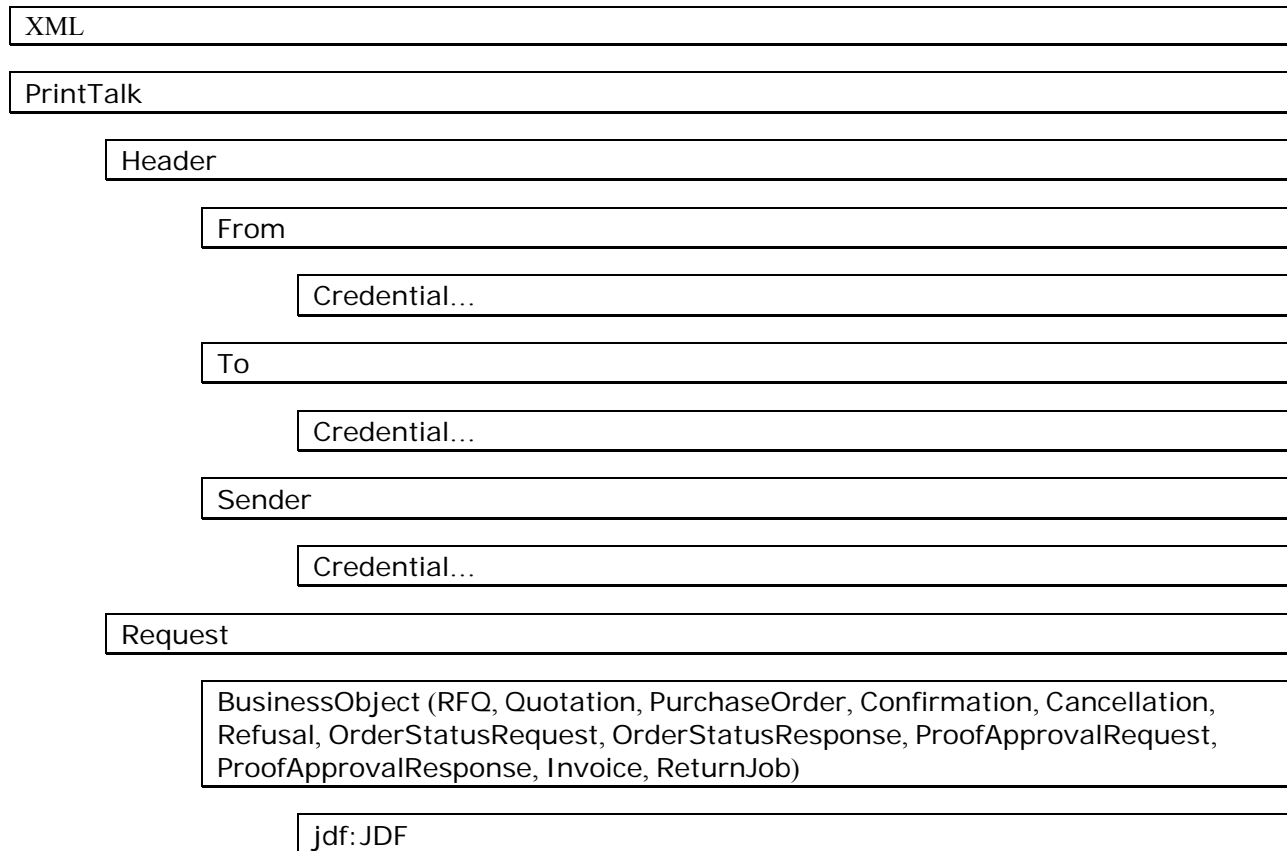 XML
PrintTalk
Header
From
Credential...
To
Credential...
Sender
Credential...
Request
BusinessObject (RFQ, Quotation, PurchaseOrder, Confirmation, Cancellation,
Refusal, OrderStatusRequest, OrderStatusResponse, ProofApprovalRequest,
ProofApprovalResponse, Invoice, ReturnJob)
jdf:JDF